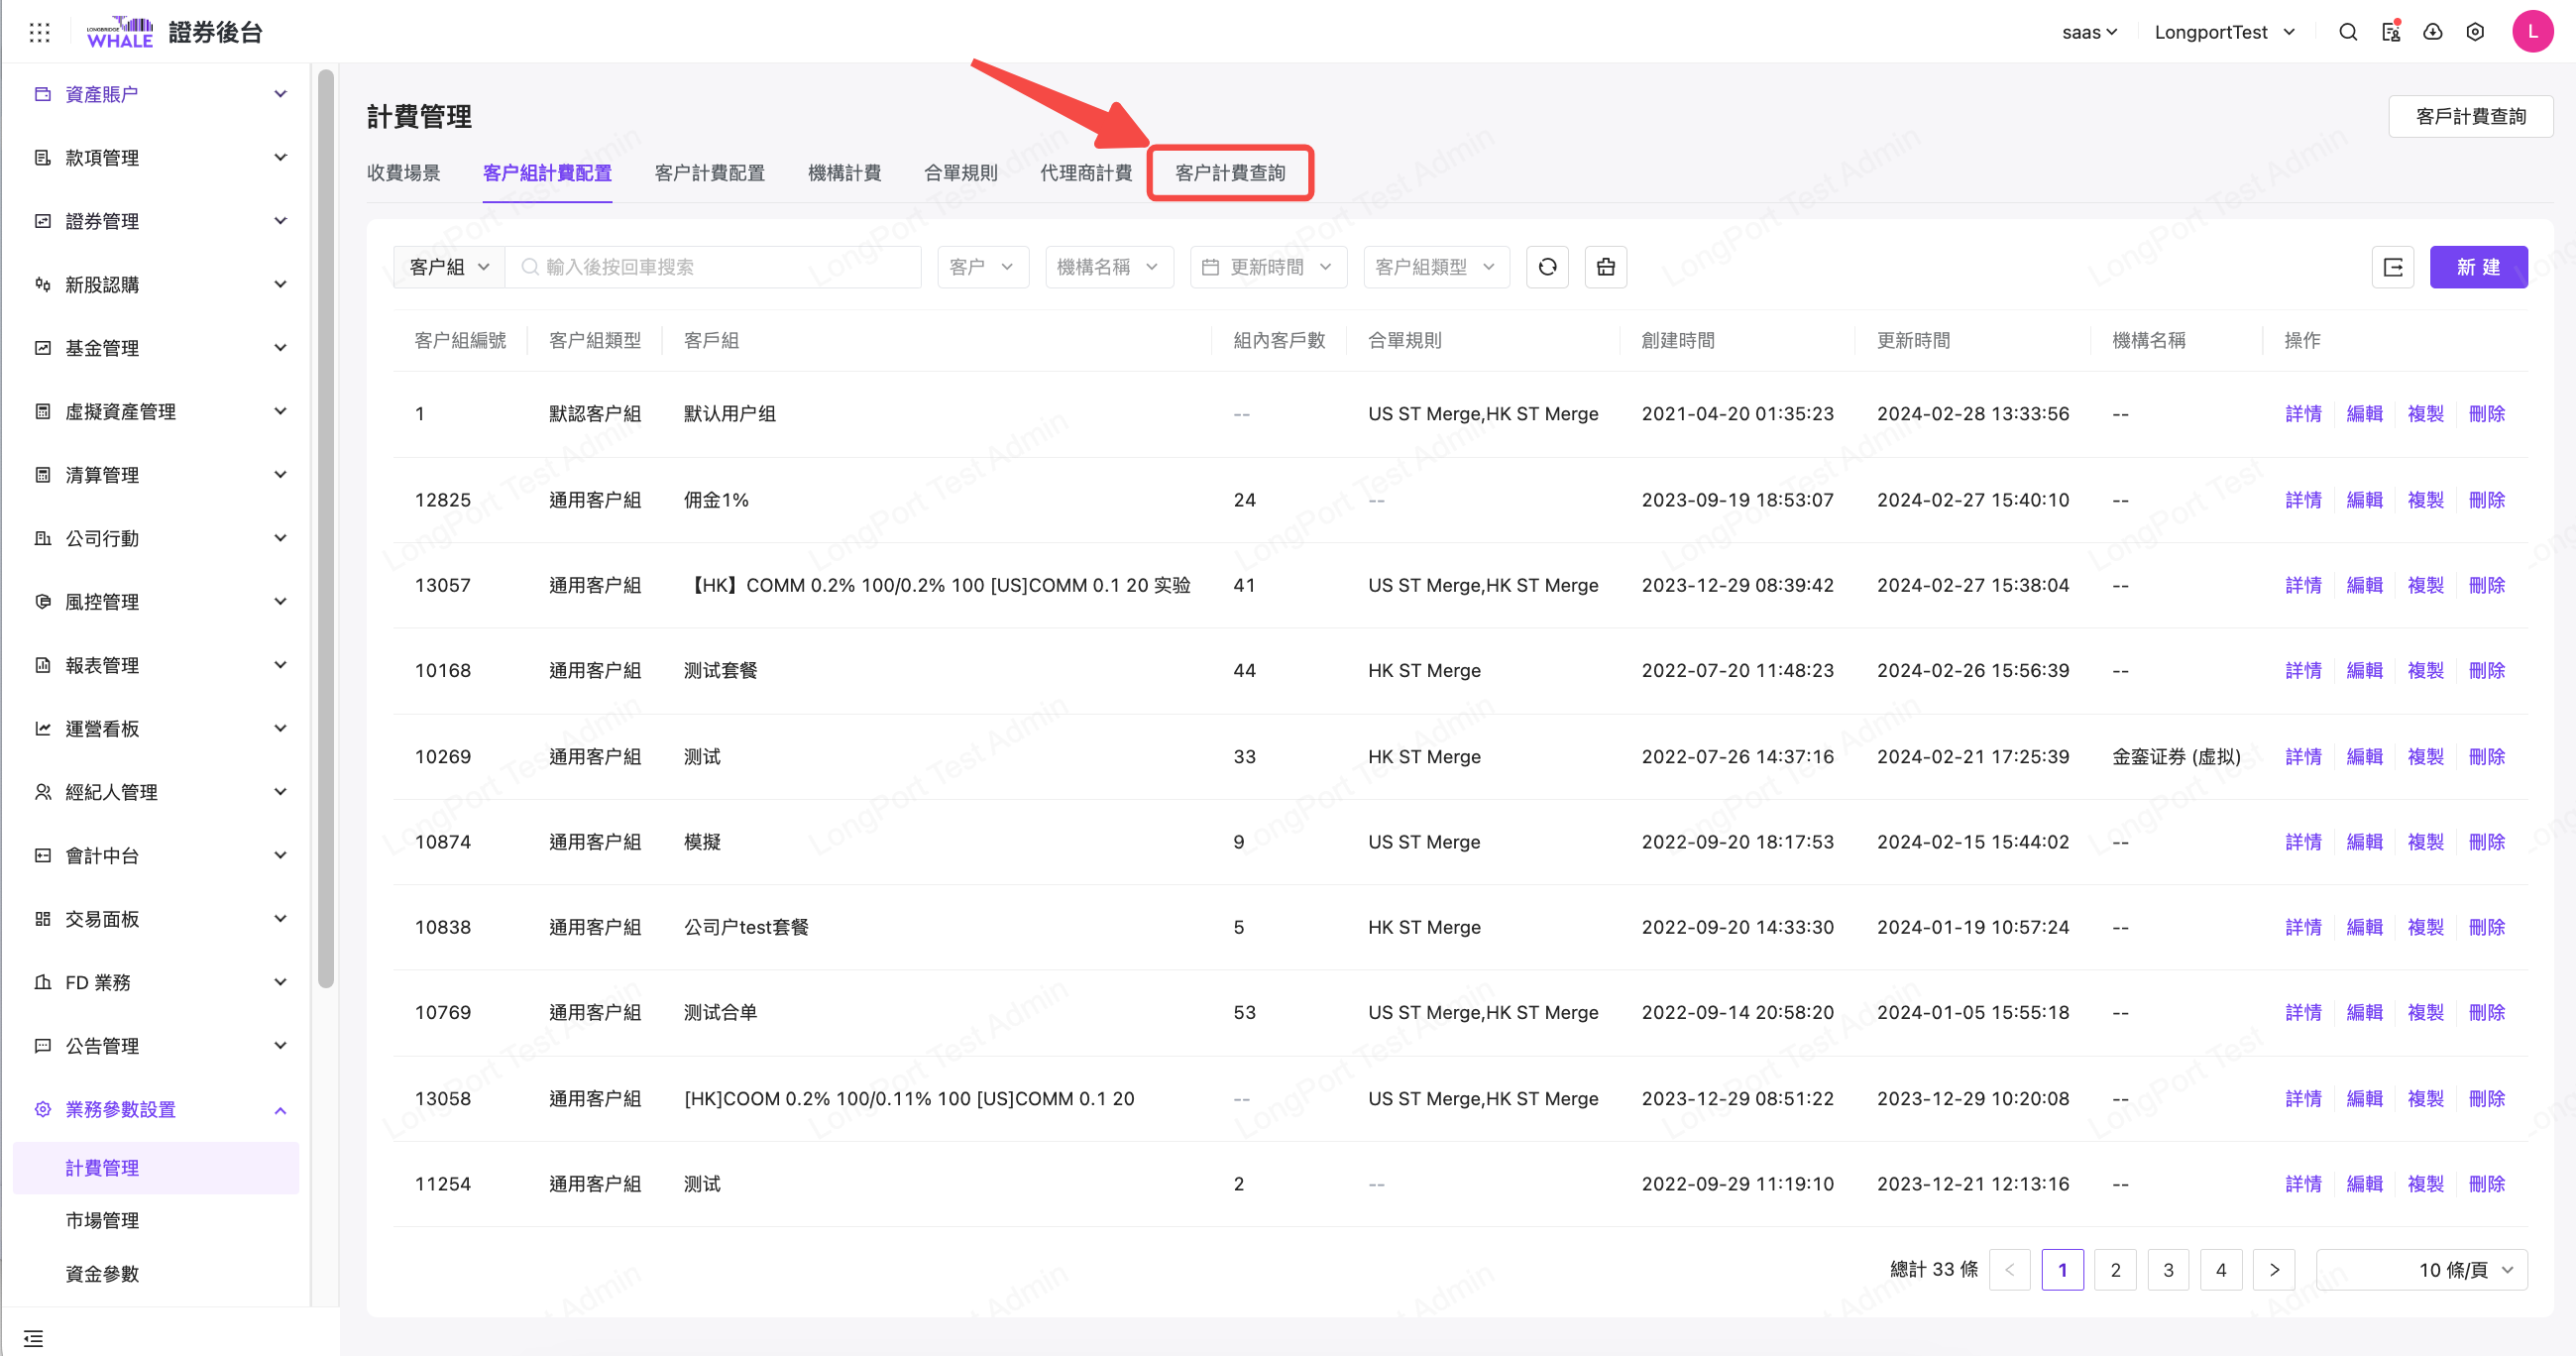 LONGBRIDGE
WHALE
證券後台
saas
LongportTest
L
資產賬户
款項管理
證券管理
新股認購
基金管理
虛擬資產管理
清算管理
公司行動
風控管理
報表管理
運營看板
經紀人管理
會計中台
交易面板
FD 業務
公告管理
業務參數設置
計費管理
市場管理
資金參數
計費管理
客戶計費查詢
收費場景 客户組計費配置 客户計費配置 機構計費 合單規則 代理商計費 客户計費查詢
客户組 輸入後按回車搜索 客户 機構名稱 更新時間 客户組類型 新 建
客户組編號 客户組類型 客戶組 組內客戶數 合單規則 創建時間 更新時間 機構名稱 操作
1 默認客户組 默认用户组 -- US ST Merge,HK ST Merge 2021-04-20 01:35:23 2024-02-28 13:33:56 -- 詳情 編輯 複製 刪除
12825 通用客户組 佣金1% 24 -- 2023-09-19 18:53:07 2024-02-27 15:40:10 -- 詳情 編輯 複製 刪除
13057 通用客户組 【HK】COMM 0.2% 100/0.2% 100 [US]COMM 0.1 20 实验 41 US ST Merge,HK ST Merge 2023-12-29 08:39:42 2024-02-27 15:38:04 -- 詳情 編輯 複製 刪除
10168 通用客户組 测试套餐 44 HK ST Merge 2022-07-20 11:48:23 2024-02-26 15:56:39 -- 詳情 編輯 複製 刪除
10269 通用客户組 测试 33 HK ST Merge 2022-07-26 14:37:16 2024-02-21 17:25:39 金銮证券 (虚拟) 詳情 編輯 複製 刪除
10874 通用客户組 模擬 9 US ST Merge 2022-09-20 18:17:53 2024-02-15 15:44:02 -- 詳情 編輯 複製 刪除
10838 通用客户組 公司户test套餐 5 HK ST Merge 2022-09-20 14:33:30 2024-01-19 10:57:24 -- 詳情 編輯 複製 刪除
10769 通用客户組 测试合单 53 US ST Merge,HK ST Merge 2022-09-14 20:58:20 2024-01-05 15:55:18 -- 詳情 編輯 複製 刪除
13058 通用客户組 [HK]COOM 0.2% 100/0.11% 100 [US]COMM 0.1 20 -- US ST Merge,HK ST Merge 2023-12-29 08:51:22 2023-12-29 10:20:08 -- 詳情 編輯 複製 刪除
11254 通用客户組 测试 2 -- 2022-09-29 11:19:10 2023-12-21 12:13:16 -- 詳情 編輯 複製 刪除
總計 33 條 < 1 2 3 4 > 10 條/頁
LongPort Test Admin